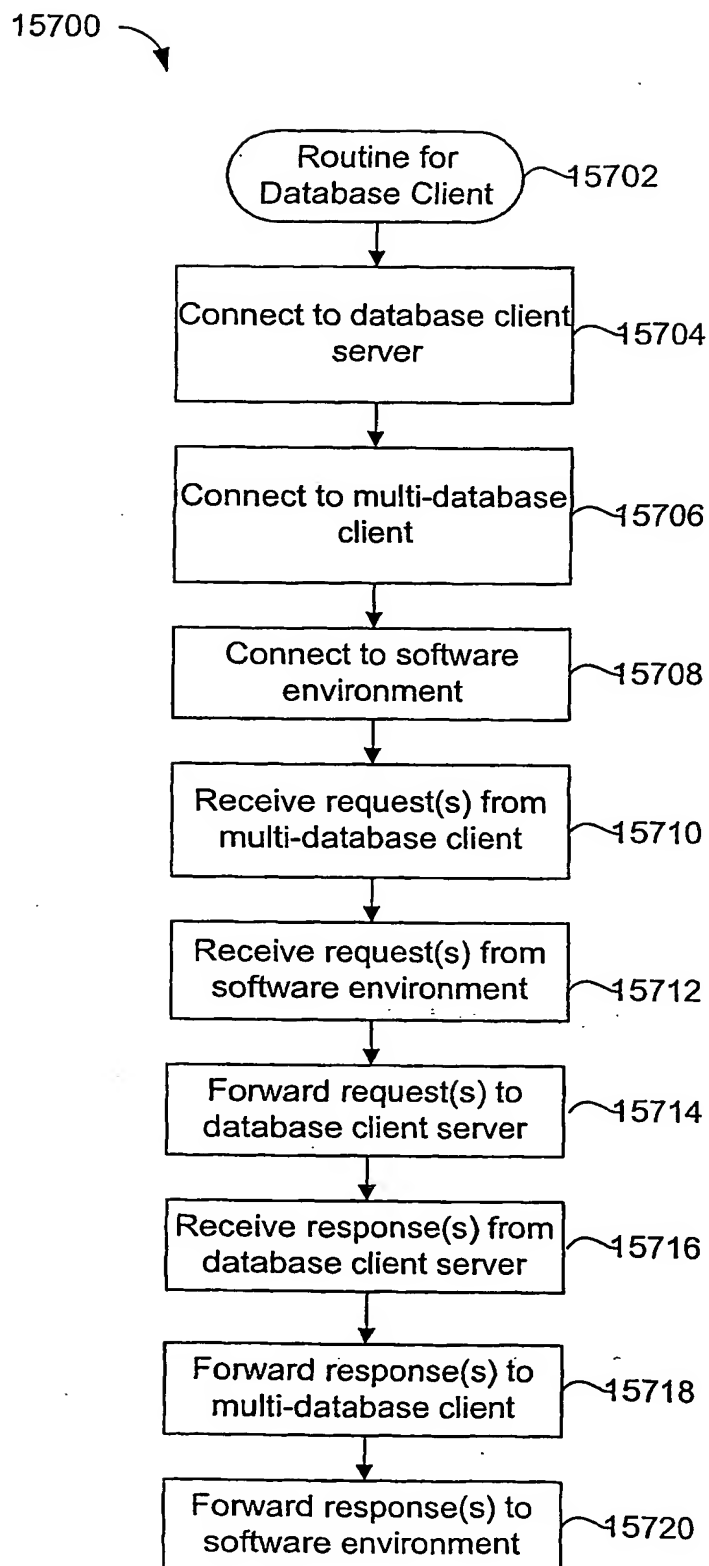 15700
Routine for
Database Client
15702
Connect to database client
server
15704
Connect to multi-database
client
15706
Connect to software
environment
15708
Receive request(s) from
multi-database client
15710
Receive request(s) from
software environment
15712
Forward request(s) to
database client server
15714
Receive response(s) from
database client server
15716
Forward response(s) to
multi-database client
15718
Forward response(s) to
software environment
15720